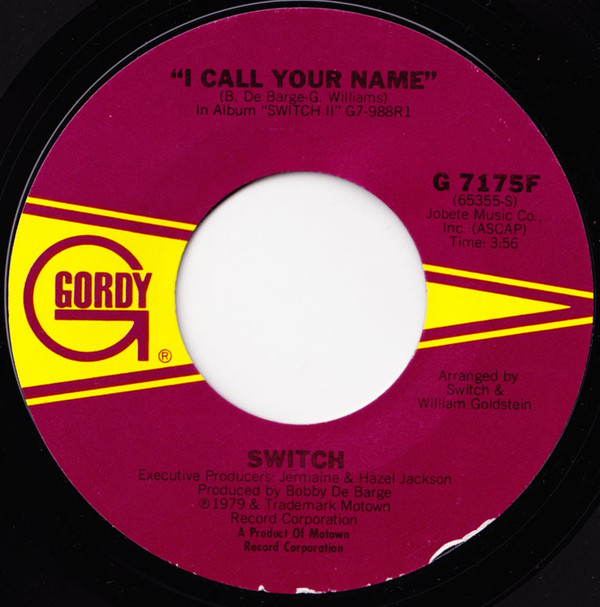 "I CALL YOUR NAME"
(B. De Barge-G. Williams)
In Album "SWITCH II" G7-988R1
G 7175F
(65355-S)
Jobete Music Co.,
Inc. (ASCAP)
Time: 3:56
GORDY
®
Arranged by
Switch &
William Goldstein
SWITCH
Executive Producers: Jermaine & Hazel Jackson
Produced by Bobby De Barge
℗ 1979 & Trademark Motown
Record Corporation
A Product Of Motown
Record Corporation